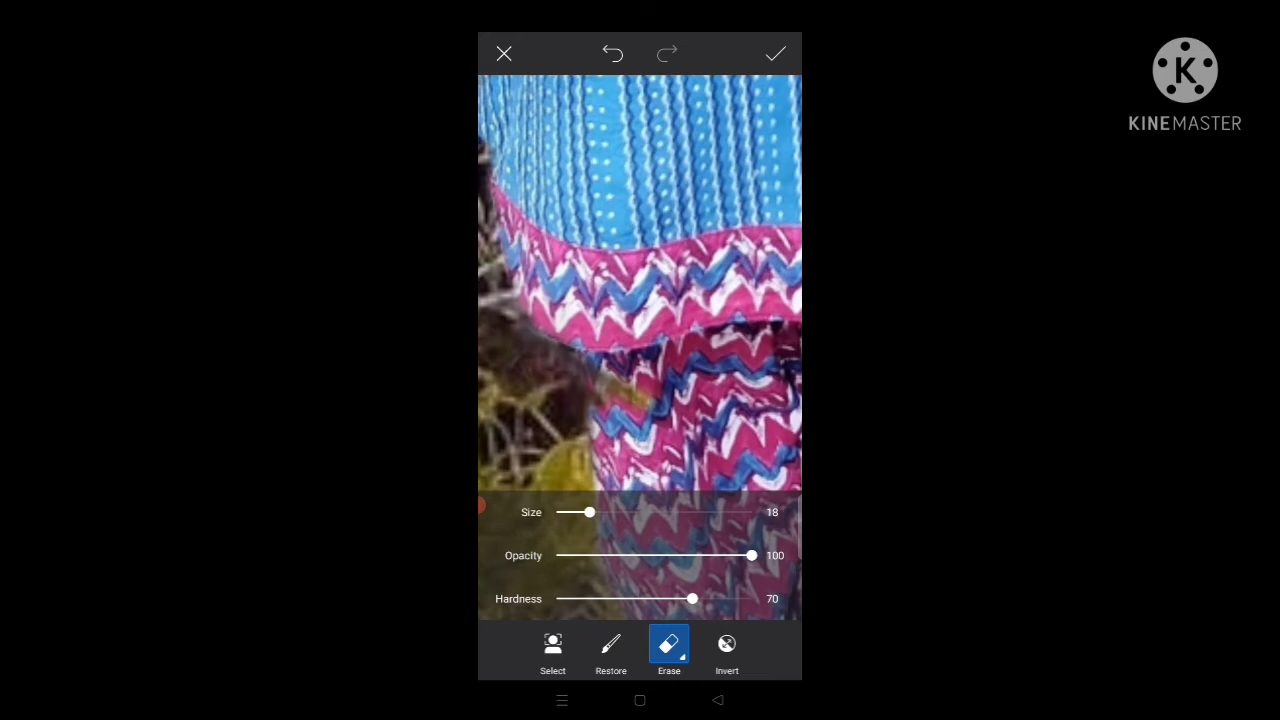 KINEMASTER
Size 18
Opacity 100
Hardness 70
Select Restore Erase Invert